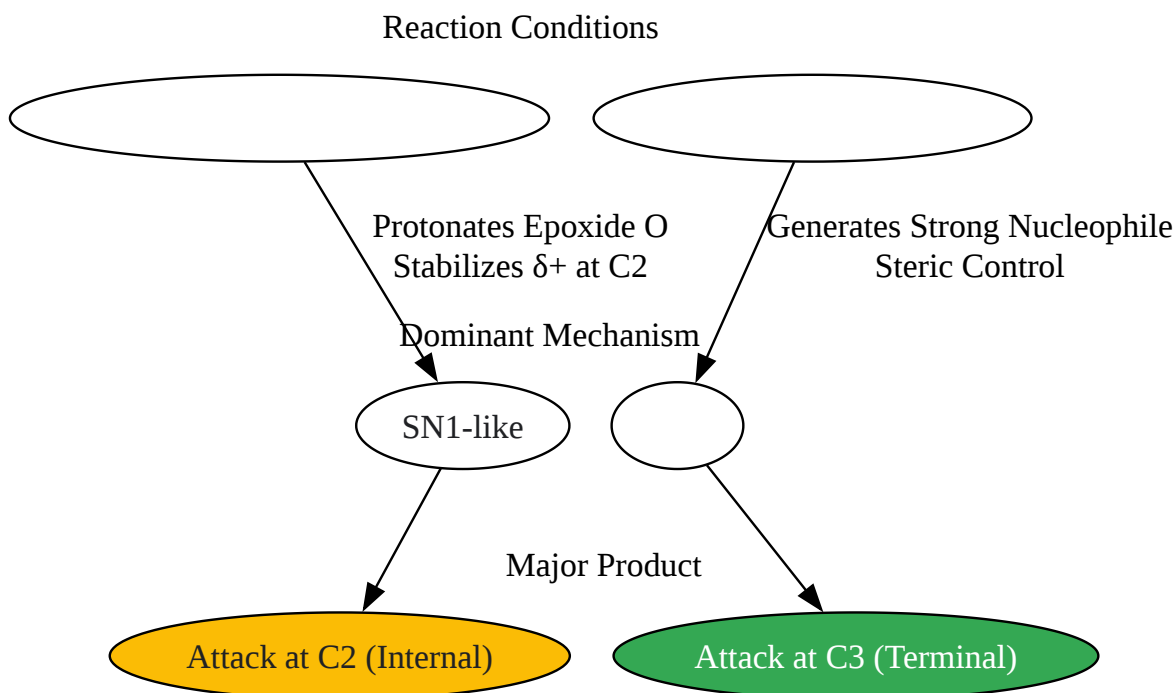 Reaction Conditions
Protonates Epoxide O
Stabilizes δ+ at C2
Generates Strong Nucleophile
Steric Control
Dominant Mechanism
SN1-like
Major Product
Attack at C2 (Internal)
Attack at C3 (Terminal)